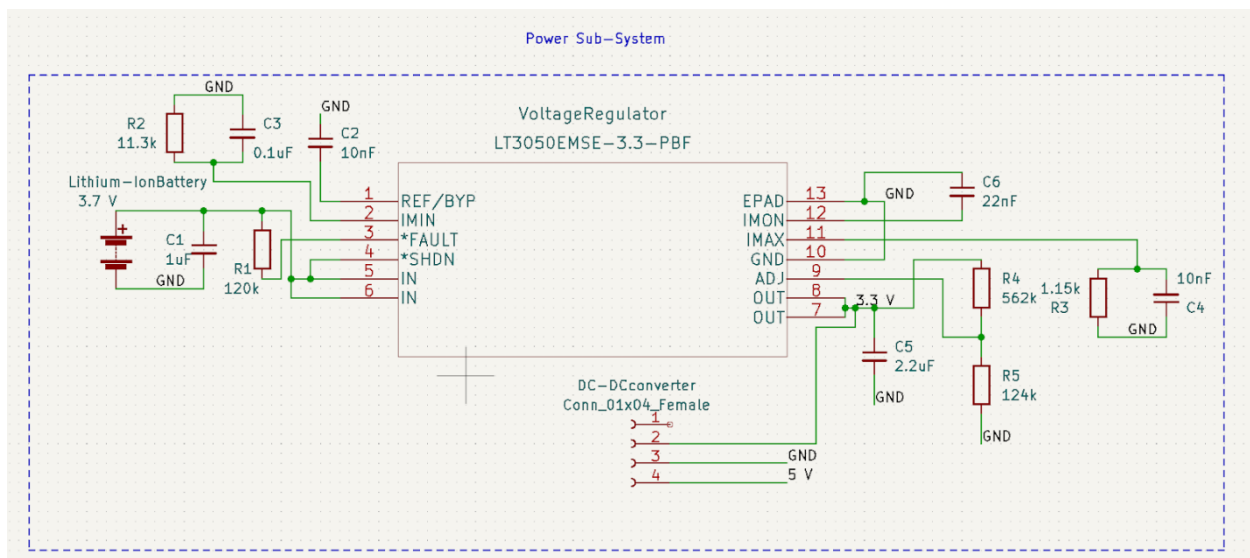 Power Sub-System
GND
R2
11.3k
C3
0.1uF
GND
C2
10nF
VoltageRegulator
LT3050EMSE-3.3-PBF
Lithium-IonBattery
3.7 V
+
C1
1uF
GND
R1
120k
1 REF/BYP
2 IMIN
3 *FAULT
4 *SHDN
5 IN
6 IN
EPAD 13
IMON 12
IMAX 11
GND 10
ADJ 9
OUT 8
OUT 7
GND
C6
22nF
3.3 V
R4
562k
1.15k
R3
10nF
C4
GND
C5
2.2uF
GND
R5
124k
GND
DC-DCconverter
Conn_01x04_Female
1
2
3 GND
4 5 V